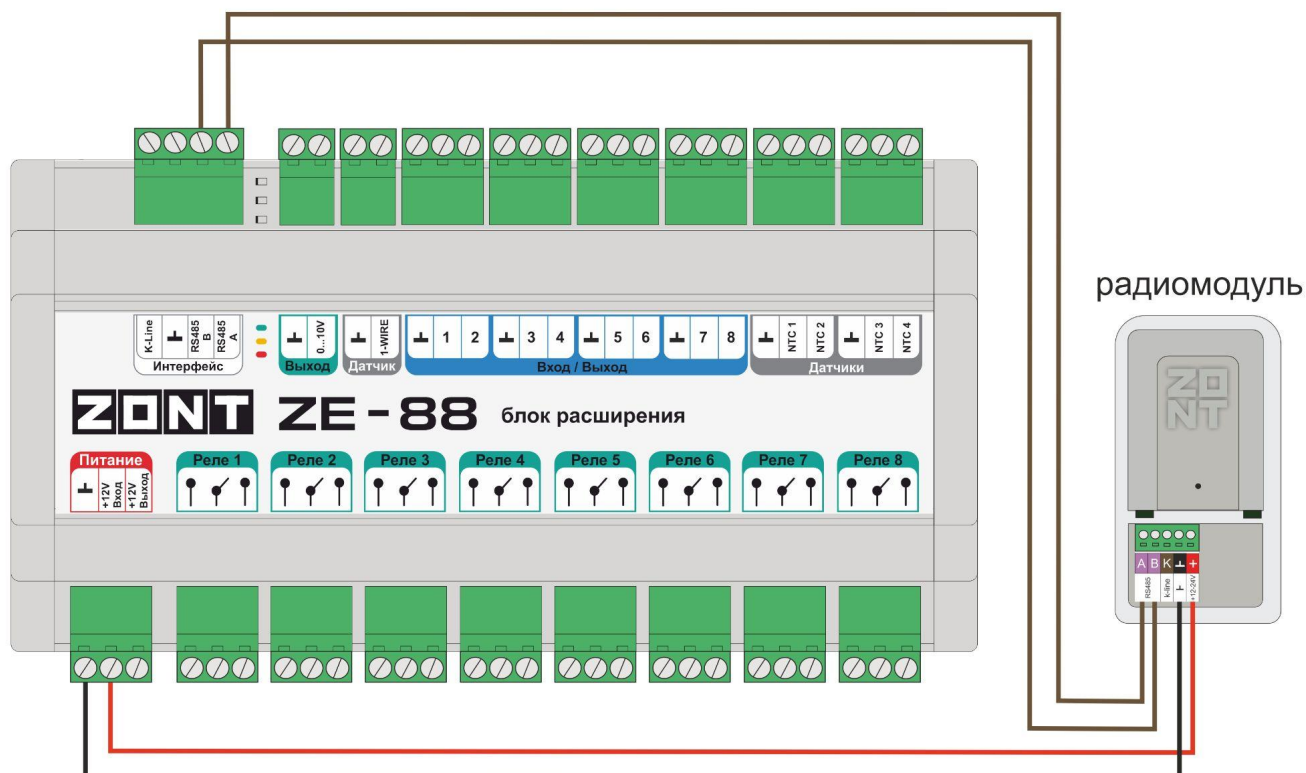 радиомодуль
K-Line
RS485 B
RS485 A
Интерфейс
0...10V
Выход
1-WIRE
Датчик
1 2 3 4 5 6 7 8
Вход / Выход
NTC 1
NTC 2
NTC 3
NTC 4
Датчики
ZONT ZE-88 блок расширения
ZONT
Питание
+12V Вход
+12V Выход
Реле 1 Реле 2 Реле 3 Реле 4 Реле 5 Реле 6 Реле 7 Реле 8
A B K +
RS485
k-line
+12-24V